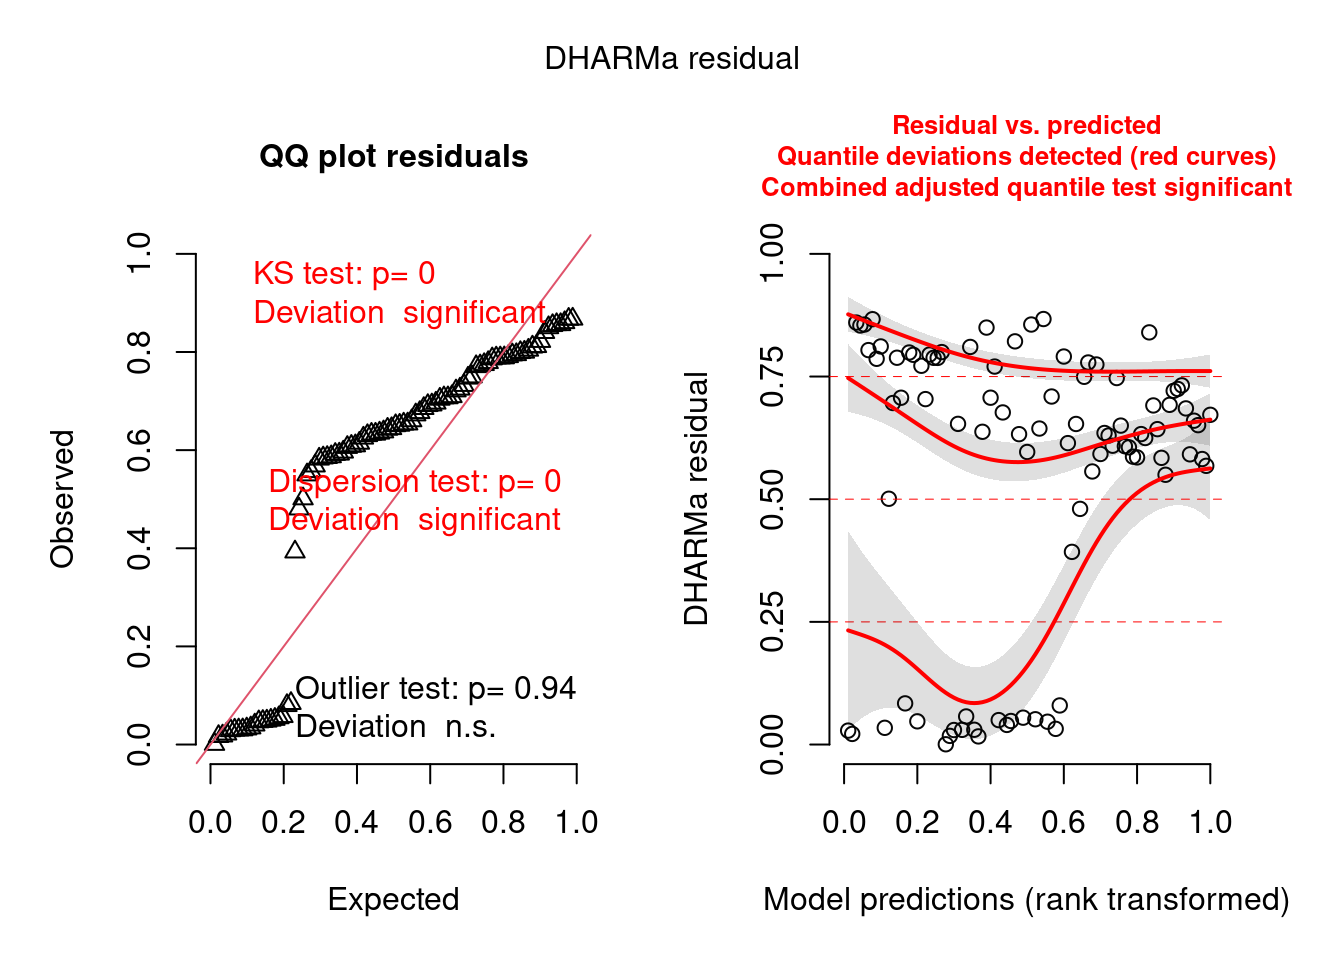 DHARMa residual
QQ plot residuals
KS test: p= 0
Deviation  significant
Dispersion test: p= 0
Deviation  significant
Outlier test: p= 0.94
Deviation  n.s.
Observed
0.0 0.2 0.4 0.6 0.8 1.0
0.0 0.2 0.4 0.6 0.8 1.0
Expected
Residual vs. predicted
Quantile deviations detected (red curves)
Combined adjusted quantile test significant
DHARMa residual
0.00 0.25 0.50 0.75 1.00
0.0 0.2 0.4 0.6 0.8 1.0
Model predictions (rank transformed)